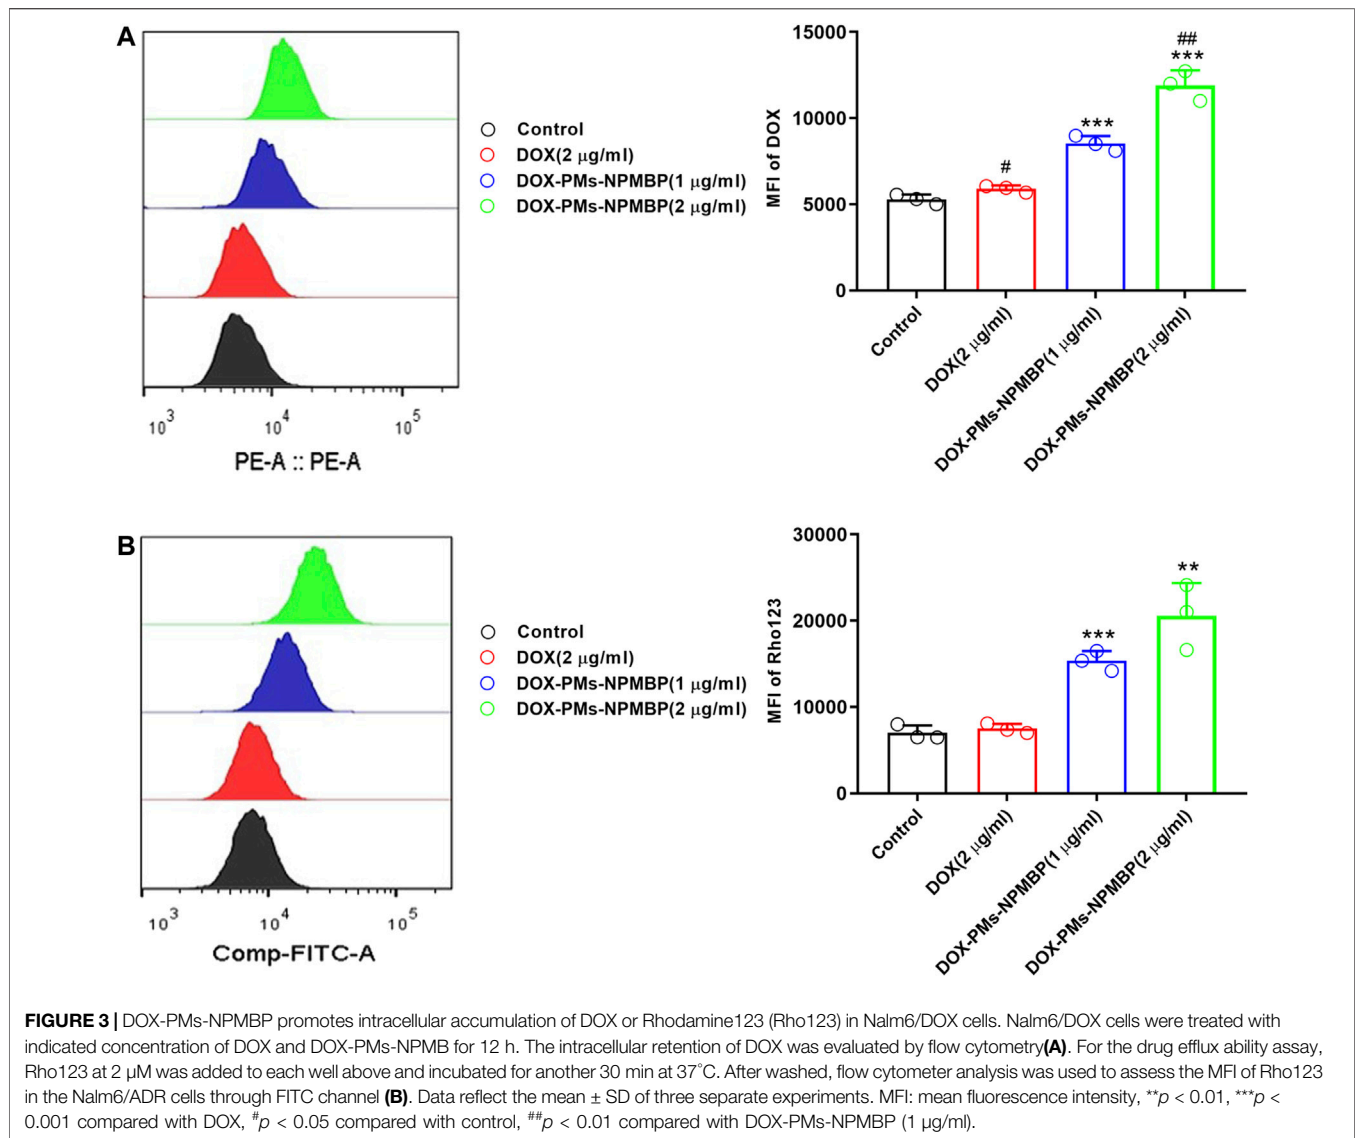 A
10^3 10^4 10^5
PE-A :: PE-A
Control
DOX(2 μg/ml)
DOX-PMs-NPMBP(1 μg/ml)
DOX-PMs-NPMBP(2 μg/ml)
MFI of DOX
15000
10000
5000
0
#
***
##
***
Control
DOX(2 μg/ml)
DOX-PMs-NPMBP(1 μg/ml)
DOX-PMs-NPMBP(2 μg/ml)
B
10^3 10^4 10^5
Comp-FITC-A
Control
DOX(2 μg/ml)
DOX-PMs-NPMBP(1 μg/ml)
DOX-PMs-NPMBP(2 μg/ml)
MFI of Rho123
30000
20000
10000
0
***
**
Control
DOX(2 μg/ml)
DOX-PMs-NPMBP(1 μg/ml)
DOX-PMs-NPMBP(2 μg/ml)
FIGURE 3 | DOX-PMs-NPMBP promotes intracellular accumulation of DOX or Rhodamine123 (Rho123) in Nalm6/DOX cells. Nalm6/DOX cells were treated with
indicated concentration of DOX and DOX-PMs-NPMB for 12 h. The intracellular retention of DOX was evaluated by flow cytometry(A). For the drug efflux ability assay,
Rho123 at 2 μM was added to each well above and incubated for another 30 min at 37°C. After washed, flow cytometer analysis was used to assess the MFI of Rho123
in the Nalm6/ADR cells through FITC channel (B). Data reflect the mean ± SD of three separate experiments. MFI: mean fluorescence intensity, **p < 0.01, ***p <
0.001 compared with DOX, #p < 0.05 compared with control, ##p < 0.01 compared with DOX-PMs-NPMBP (1 μg/ml).